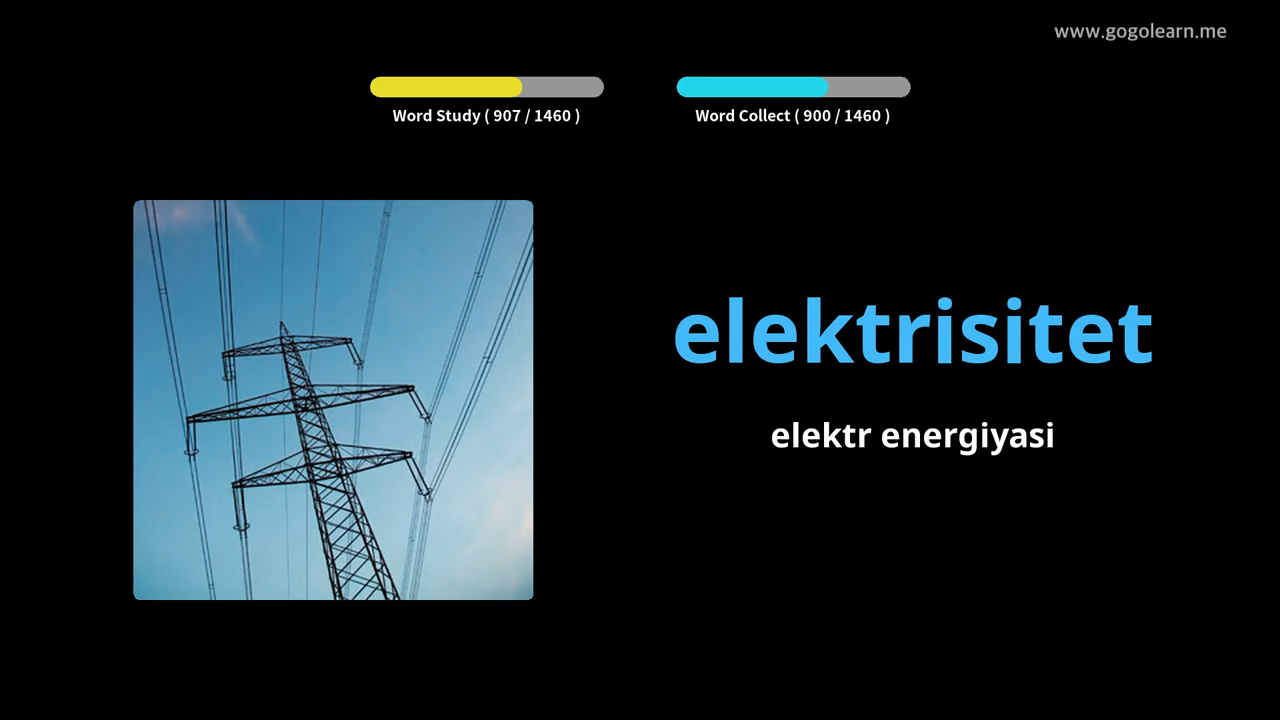 www.gogolearn.me
Word Study ( 907 / 1460 )
Word Collect ( 900 / 1460 )
elektrisitet
elektr energiyasi